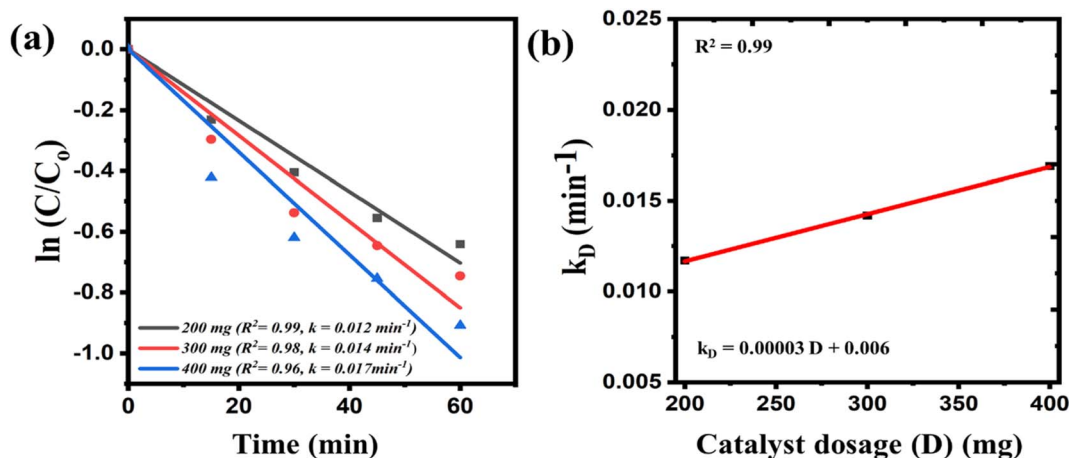 (a)
0.0
-0.2
-0.4
-0.6
-0.8
-1.0
ln (C/C₀)
200 mg (R²= 0.99, k = 0.012 min⁻¹)
300 mg (R²= 0.98, k = 0.014 min⁻¹)
400 mg (R²= 0.96, k = 0.017min⁻¹)
0 20 40 60
Time (min)
(b)
0.025
0.020
0.015
0.010
0.005
k_D (min⁻¹)
R² = 0.99
k_D = 0.00003 D + 0.006
200 250 300 350 400
Catalyst dosage (D) (mg)